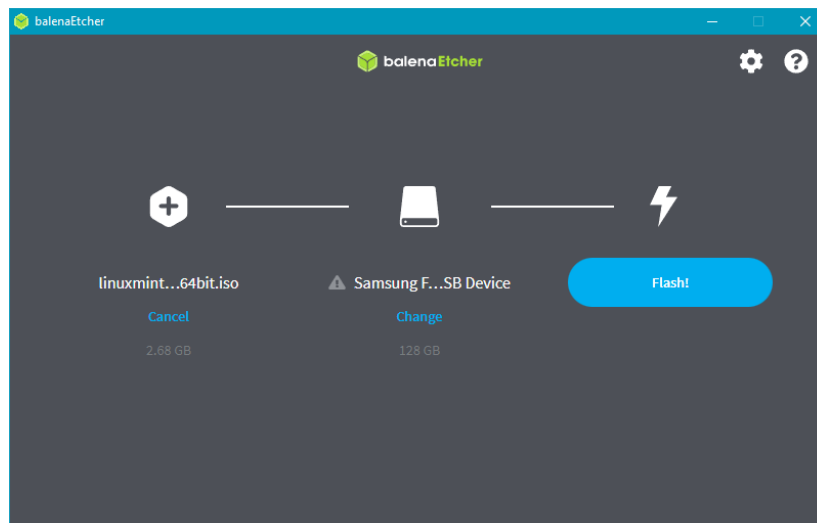 balenaEtcher
balenaEtcher
linuxmint...64bit.iso
Samsung F...SB Device
Flash!
Cancel
Change
2.68 GB
128 GB